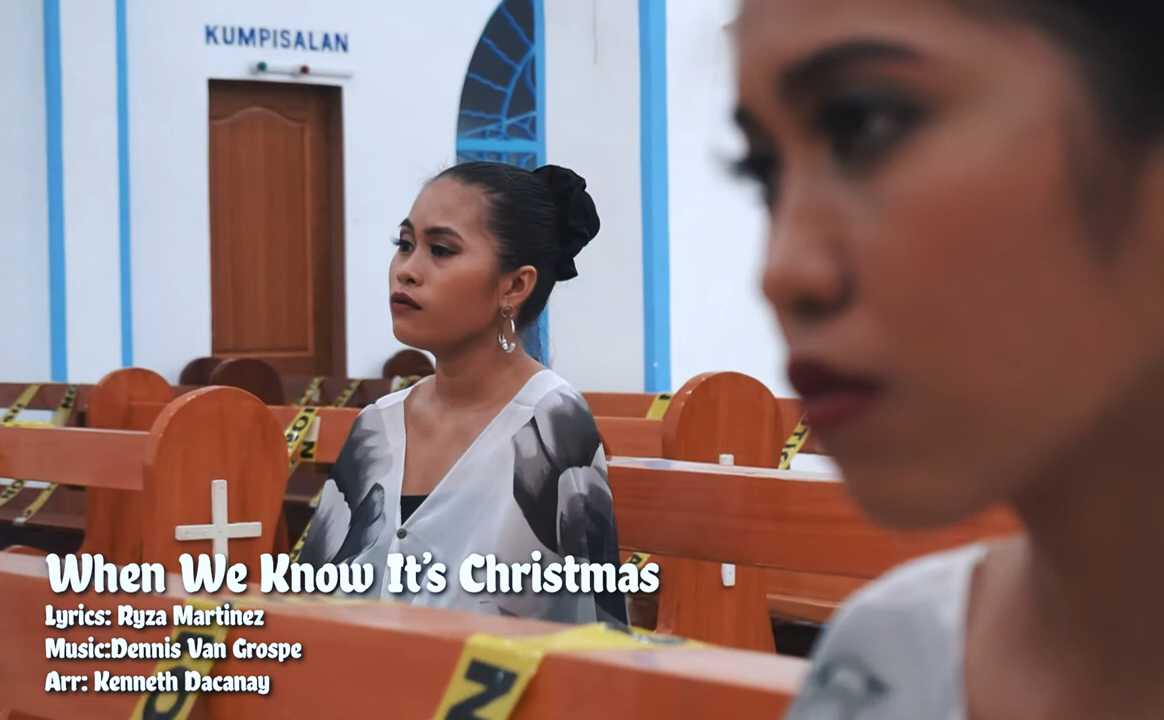 KUMPISALAN
When We Know It's Christmas
Lyrics: Ryza Martinez
Music:Dennis Van Grospe
Arr: Kenneth Dacanay